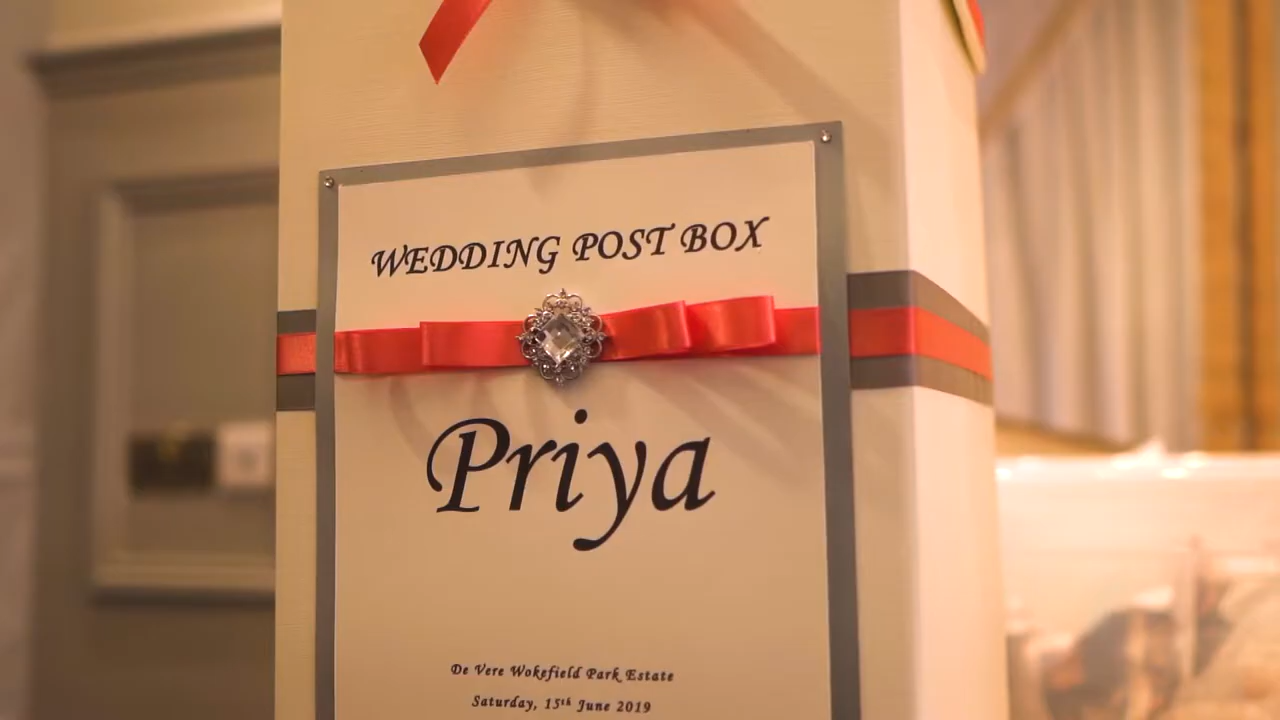 WEDDING POST BOX
Priya
De Vere Wokefield Park Estate
Saturday, 15th June 2019